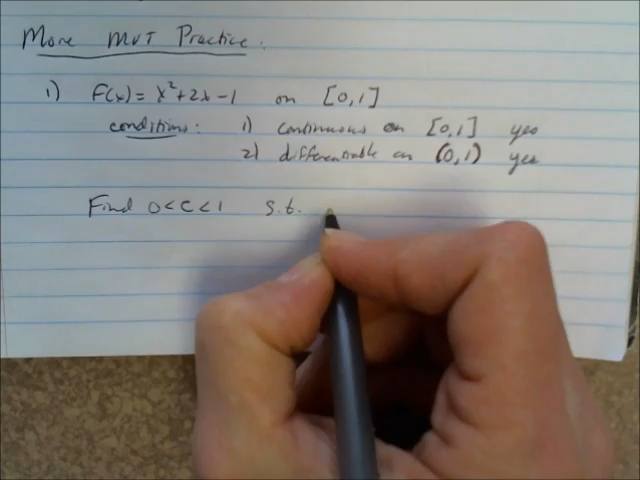 More MVT Practice:
1) F(x) = x²+2x-1 on [0,1]
conditions: 1) continuous on [0,1] yes
2) differentiable on (0,1) yes
Find 0<c<1 s.t.